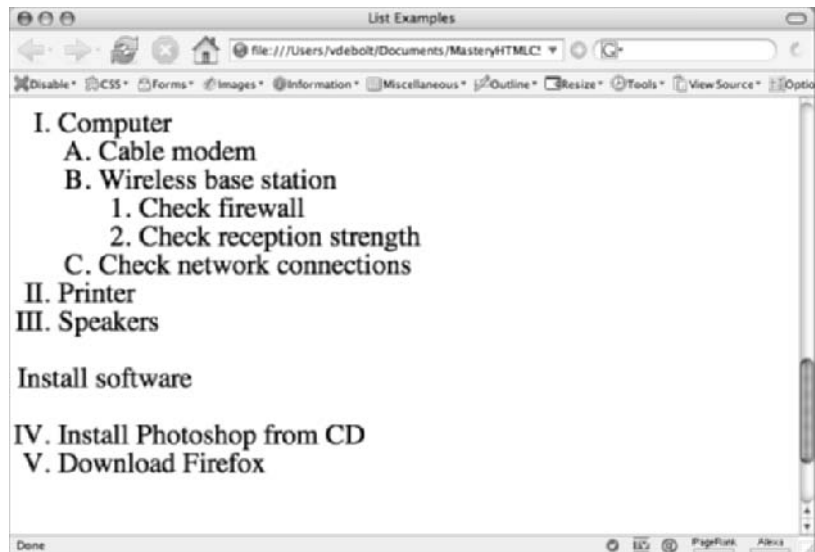 List Examples
file:///Users/vdebolt/Documents/MasteryHTMLC
G
Disable CSS Forms Images Information Miscellaneous Outline Resize Tools View Source Optio
I. Computer
A. Cable modem
B. Wireless base station
1. Check firewall
2. Check reception strength
C. Check network connections
II. Printer
III. Speakers
Install software
IV. Install Photoshop from CD
V. Download Firefox
Done PageRank Alexa